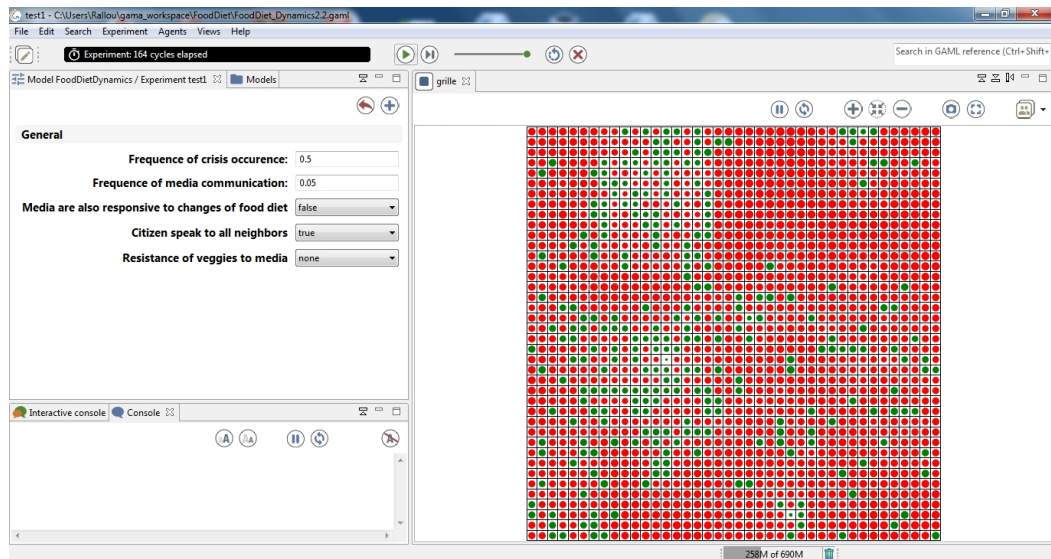 test1 - C:\Users\Rallou\gama_workspace\FoodDiet\FoodDiet_Dynamics2.2.gaml
File Edit Search Experiment Agents Views Help
Experiment: 164 cycles elapsed
Search in GAML reference (Ctrl+Shift+
Model FoodDietDynamics / Experiment test1
Models
grille
General
Frequence of crisis occurence: 0.5
Frequence of media communication: 0.05
Media are also responsive to changes of food diet false
Citizen speak to all neighbors true
Resistance of veggies to media none
Interactive console
Console
258M of 690M